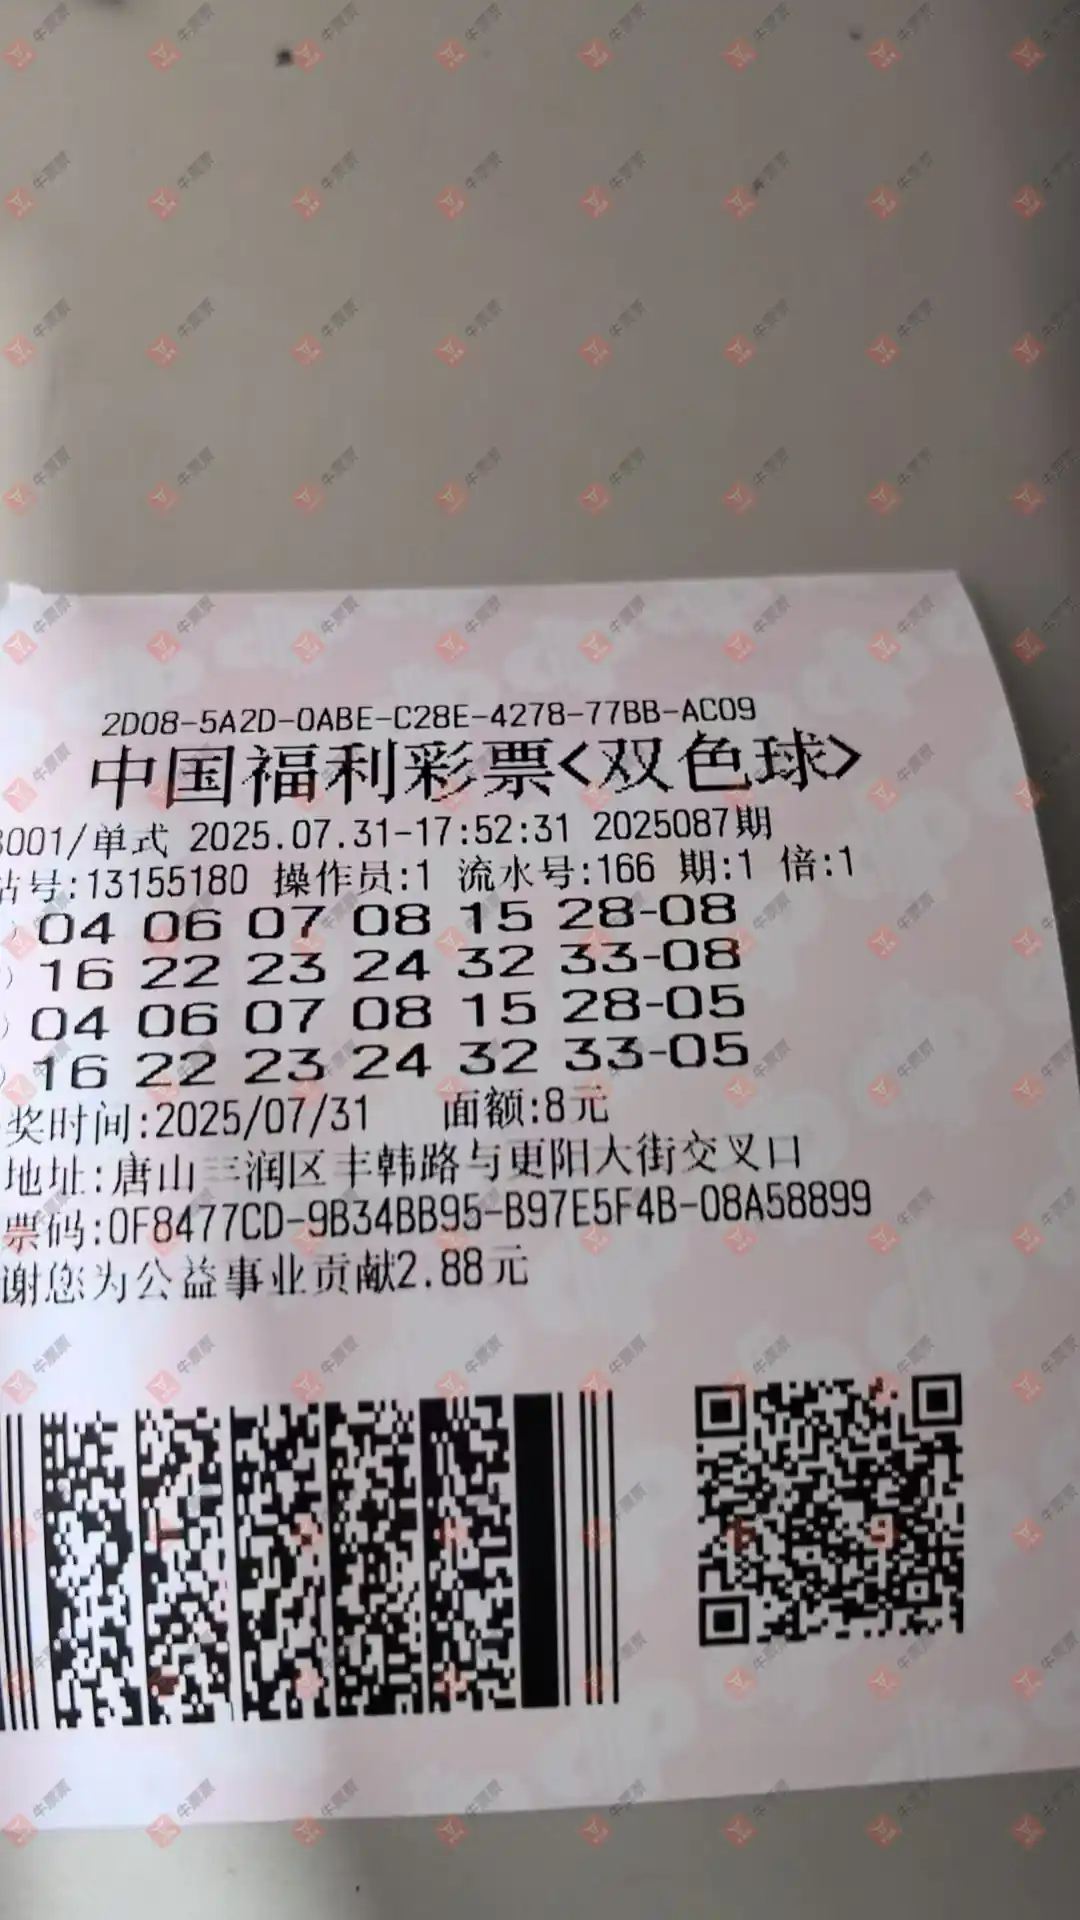 2D08-5A2D-0ABE-C28E-4278-77BB-AC09
中国福利彩票<双色球>
3001/单式 2025.07.31-17:52:31 2025087期
站号:13155180 操作员:1 流水号:166 期:1 倍:1
) 04 06 07 08 15 28-08
) 16 22 23 24 32 33-08
) 04 06 07 08 15 28-05
) 16 22 23 24 32 33-05
奖时间:2025/07/31 面额:8元
地址:唐山三润区丰韩路与更阳大街交叉口
票码:0F8477CD-9B34BB95-B97E5F4B-08A58899
谢您为公益事业贡献2.88元
牛票票